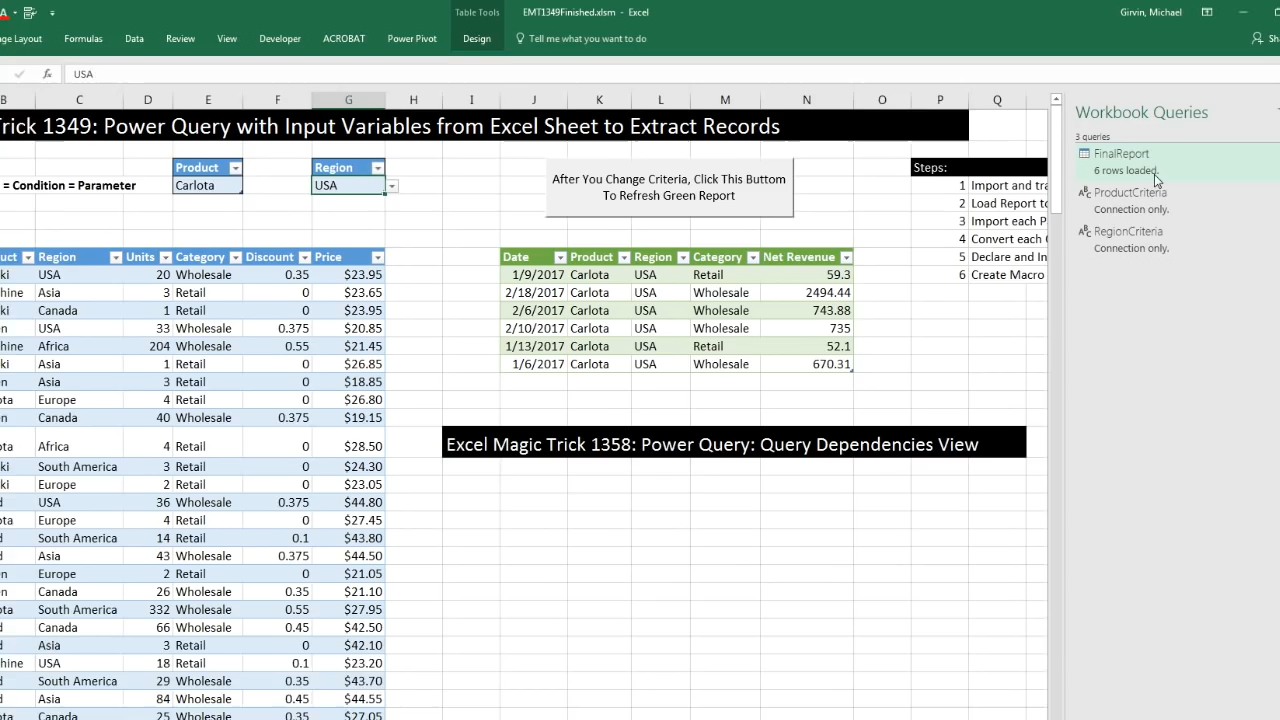 Table Tools
EMT1349Finished.xlsm - Excel
Girvin, Michael
age Layout Formulas Data Review View Developer ACROBAT Power Pivot Design Tell me what you want to do Sha
fx USA
B C D E F G H I J K L M N O P Q
Trick 1349: Power Query with Input Variables from Excel Sheet to Extract Records
Product Region
= Condition = Parameter Carlota USA
After You Change Criteria, Click This Buttom
To Refresh Green Report
Steps:
1 Import and tra
2 Load Report to
3 Import each P
4 Convert each C
5 Declare and In
6 Create Macro
uct Region Units Category Discount Price
ki USA 20 Wholesale 0.35 $23.95
hine Asia 3 Retail 0 $23.65
ki Canada 1 Retail 0 $23.95
en USA 33 Wholesale 0.375 $20.85
hine Africa 204 Wholesale 0.55 $21.45
ki Asia 1 Retail 0 $26.85
en Asia 3 Retail 0 $18.85
ota Europe 4 Retail 0 $26.80
en Canada 40 Wholesale 0.375 $19.15
ota Africa 4 Retail 0 $28.50
ki South America 3 Retail 0 $24.30
ki Europe 2 Retail 0 $23.05
d USA 36 Wholesale 0.375 $44.80
ota Europe 4 Retail 0 $27.45
d South America 14 Retail 0.1 $43.80
d Asia 43 Wholesale 0.375 $44.50
en Europe 2 Retail 0 $21.05
en Canada 26 Wholesale 0.35 $21.10
ota South America 332 Wholesale 0.55 $27.95
d Canada 66 Wholesale 0.45 $42.50
d Asia 3 Retail 0 $42.10
hine USA 18 Retail 0.1 $23.20
d South America 29 Wholesale 0.35 $43.70
d Asia 84 Wholesale 0.45 $44.55
ota Canada 25 Wholesale 0.35 $27.05
Date Product Region Category Net Revenue
1/9/2017 Carlota USA Retail 59.3
2/18/2017 Carlota USA Wholesale 2494.44
2/6/2017 Carlota USA Wholesale 743.88
2/10/2017 Carlota USA Wholesale 735
1/13/2017 Carlota USA Retail 52.1
1/6/2017 Carlota USA Wholesale 670.31
Excel Magic Trick 1358: Power Query: Query Dependencies View
Workbook Queries
3 queries
FinalReport
6 rows loaded.
ProductCriteria
Connection only.
RegionCriteria
Connection only.